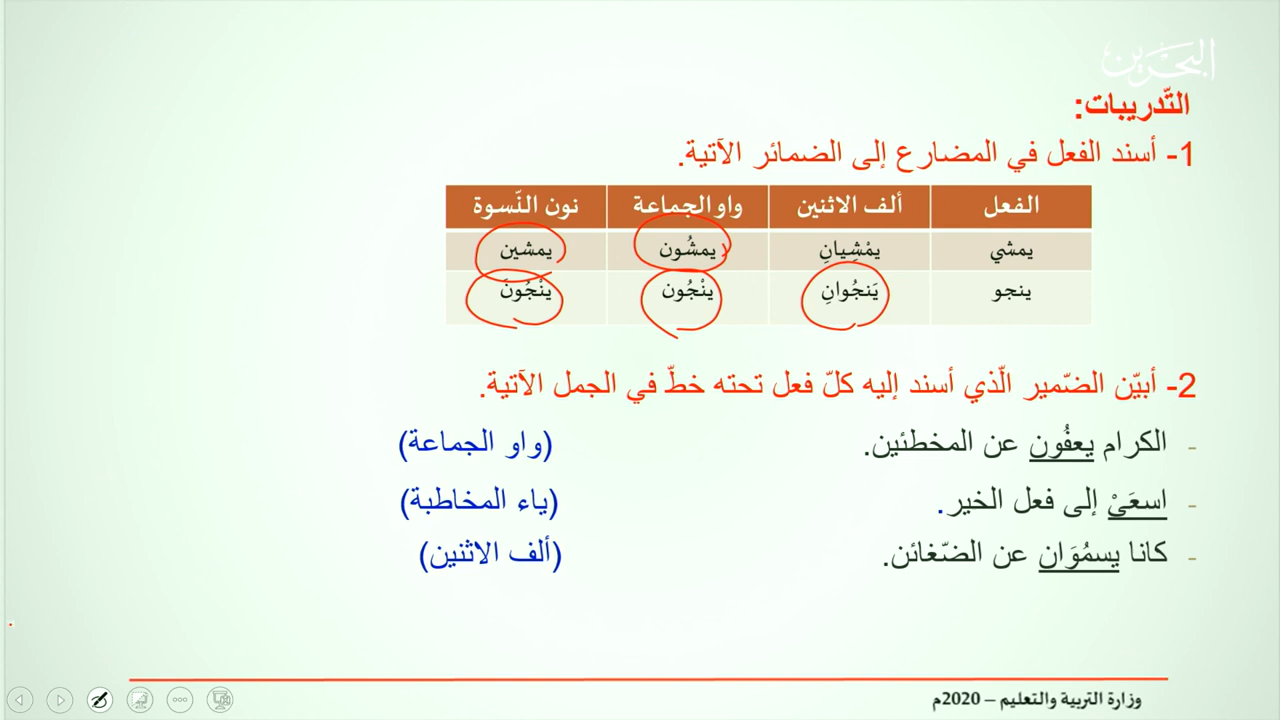 البحرين
التّدريبات:
1- أسند الفعل في المضارع إلى الضمائر الآتية.
الفعل ألف الاثنين واو الجماعة نون النّسوة
يمشي يمْشِيانِ يمشُون يمشين
ينجو يَنجُوانِ ينْجُون ينْجُونَ
2- أبيّن الضّمير الّذي أسند إليه كلّ فعل تحته خطّ في الجمل الآتية.
- الكرام يعفُون عن المخطئين. (واو الجماعة)
- اسعَيْ إلى فعل الخير. (ياء المخاطبة)
- كانا يسمُوَان عن الضّغائن. (ألف الاثنين)
وزارة التربية والتعليم – 2020م